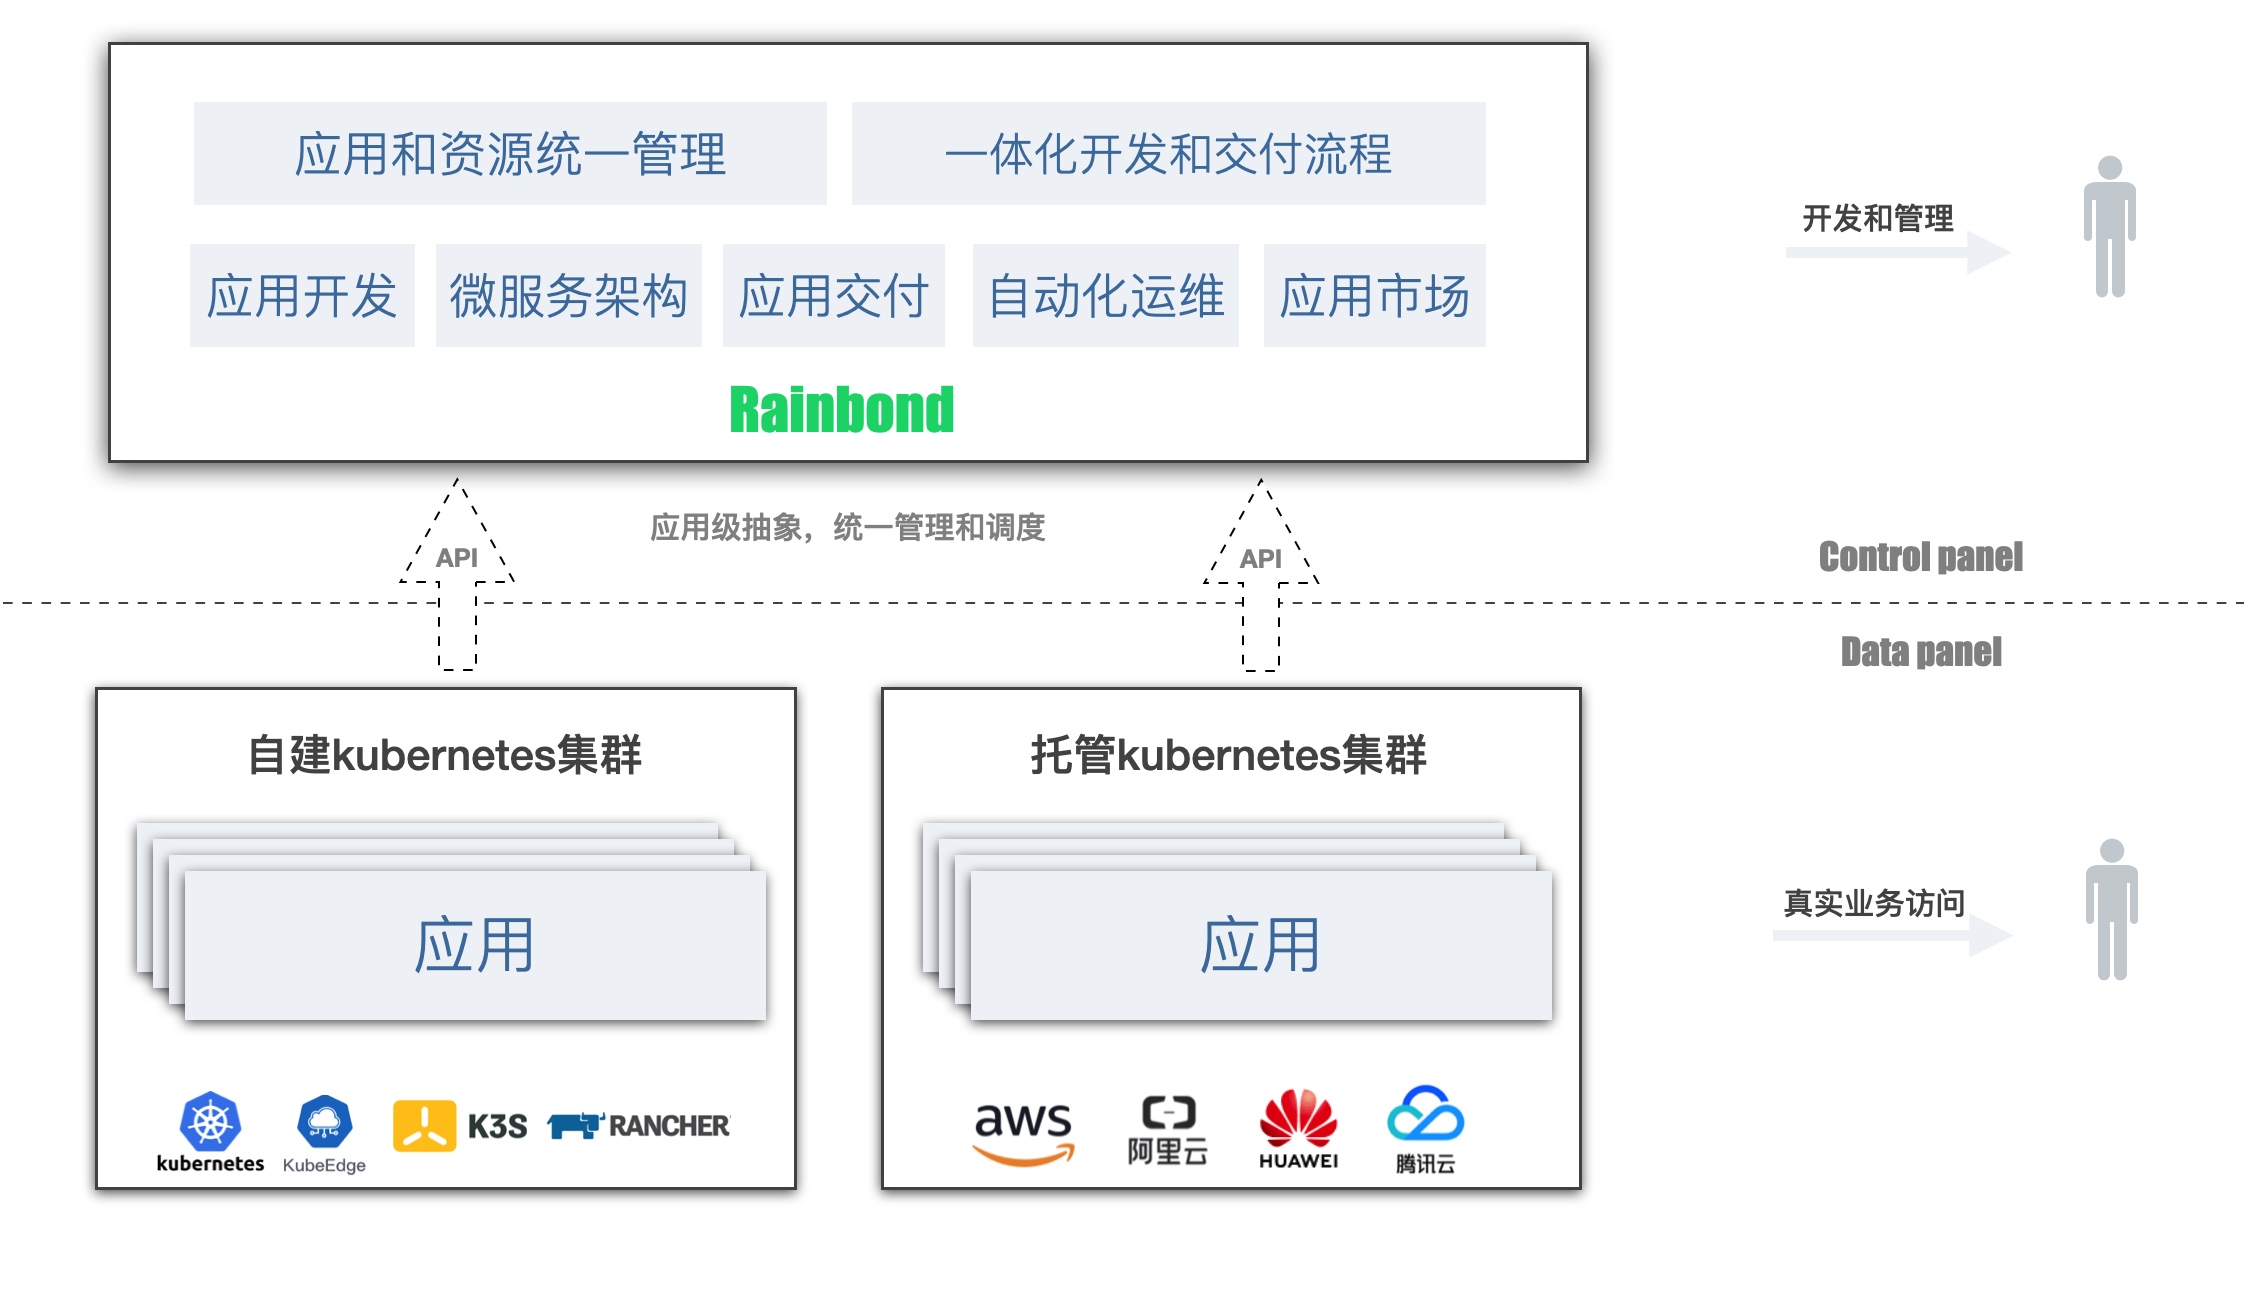 应用和资源统一管理
一体化开发和交付流程
应用开发
微服务架构
应用交付
自动化运维
应用市场
Rainbond
开发和管理
API
应用级抽象，统一管理和调度
API
Control panel
Data panel
自建kubernetes集群
托管kubernetes集群
应用
应用
真实业务访问
kubernetes
KubeEdge
K3S
RANCHER
aws
阿里云
HUAWEI
腾讯云